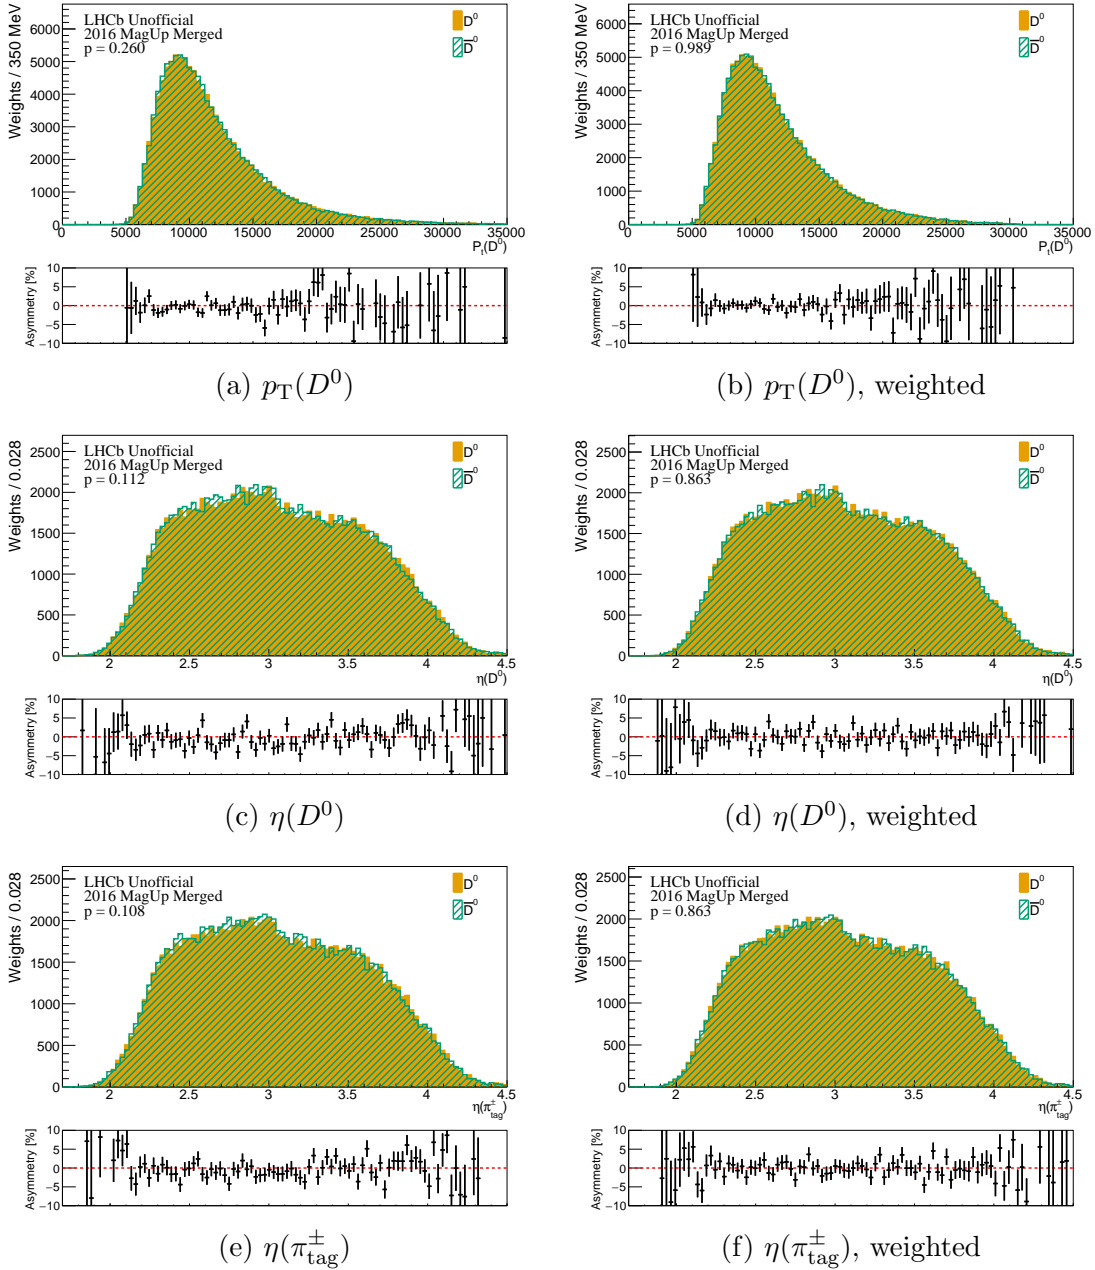 LHCb Unofficial
2016 MagUp Merged
p = 0.260
D⁰
D̅⁰
Weights / 350 MeV
6000
5000
4000
3000
2000
1000
0
0 5000 10000 15000 20000 25000 30000 35000
P_t(D⁰)
Asymmetry [%]
10
5
0
−5
−10
(a) p_T(D⁰)
LHCb Unofficial
2016 MagUp Merged
p = 0.989
D⁰
D̅⁰
Weights / 350 MeV
6000
5000
4000
3000
2000
1000
0
0 5000 10000 15000 20000 25000 30000 35000
P_t(D⁰)
Asymmetry [%]
10
5
0
−5
−10
(b) p_T(D⁰), weighted
LHCb Unofficial
2016 MagUp Merged
p = 0.112
D⁰
D̅⁰
Weights / 0.028
2500
2000
1500
1000
500
0
2 2.5 3 3.5 4 4.5
η(D⁰)
Asymmetry [%]
10
5
0
−5
−10
(c) η(D⁰)
LHCb Unofficial
2016 MagUp Merged
p = 0.863
D⁰
D̅⁰
Weights / 0.028
2500
2000
1500
1000
500
0
2 2.5 3 3.5 4 4.5
η(D⁰)
Asymmetry [%]
10
5
0
−5
−10
(d) η(D⁰), weighted
LHCb Unofficial
2016 MagUp Merged
p = 0.108
D⁰
D̅⁰
Weights / 0.028
2500
2000
1500
1000
500
0
2 2.5 3 3.5 4 4.5
η(π±_tag)
Asymmetry [%]
10
5
0
−5
−10
(e) η(π±_tag)
LHCb Unofficial
2016 MagUp Merged
p = 0.863
D⁰
D̅⁰
Weights / 0.028
2500
2000
1500
1000
500
0
2 2.5 3 3.5 4 4.5
η(π±_tag)
Asymmetry [%]
10
5
0
−5
−10
(f) η(π±_tag), weighted